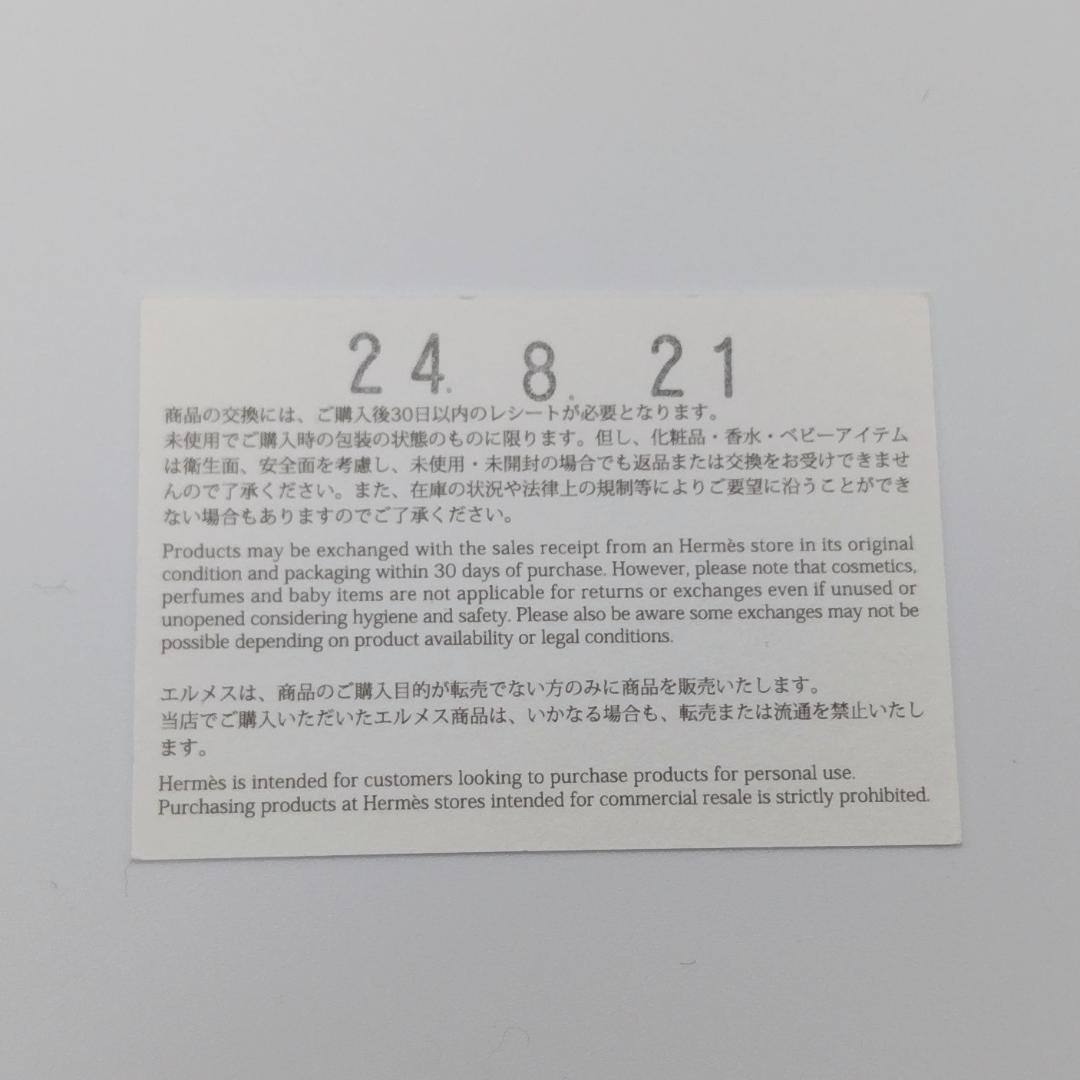 24. 8. 21
商品の交換には、ご購入後30日以内のレシートが必要となります。
未使用でご購入時の包装の状態のものに限ります。但し、化粧品・香水・ベビーアイテム
は衛生面、安全面を考慮し、未使用・未開封の場合でも返品または交換をお受けできませ
んので了承ください。また、在庫の状況や法律上の規制等によりご要望に沿うことができ
ない場合もありますのでご了承ください。
Products may be exchanged with the sales receipt from an Hermès store in its original
condition and packaging within 30 days of purchase. However, please note that cosmetics,
perfumes and baby items are not applicable for returns or exchanges even if unused or
unopened considering hygiene and safety. Please also be aware some exchanges may not be
possible depending on product availability or legal conditions.
エルメスは、商品のご購入目的が転売でない方のみに商品を販売いたします。
当店でご購入いただいたエルメス商品は、いかなる場合も、転売または流通を禁止いたし
ます。
Hermès is intended for customers looking to purchase products for personal use.
Purchasing products at Hermès stores intended for commercial resale is strictly prohibited.